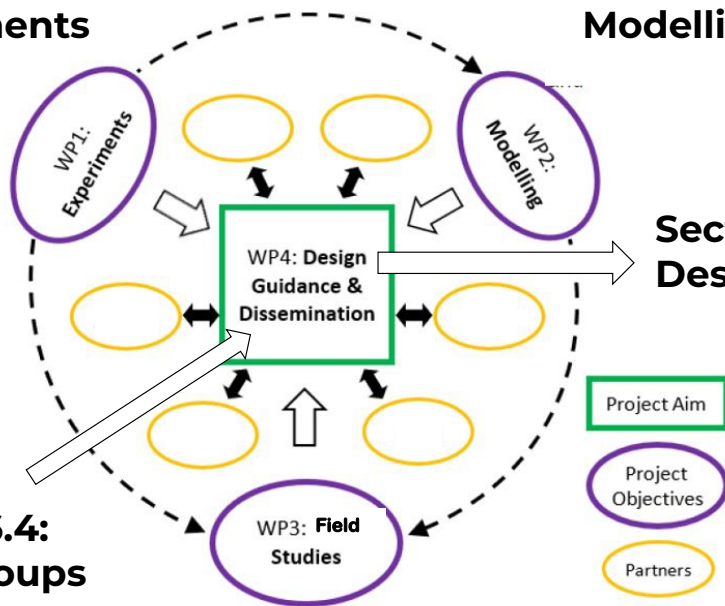 ments
Modelli
WP1:
Experiments
WP2:
Modelling
WP4: Design
Guidance &
Dissemination
Sec
Des
Project Aim
Project
Objectives
WP3: Field
Studies
5.4:
oups
Partners